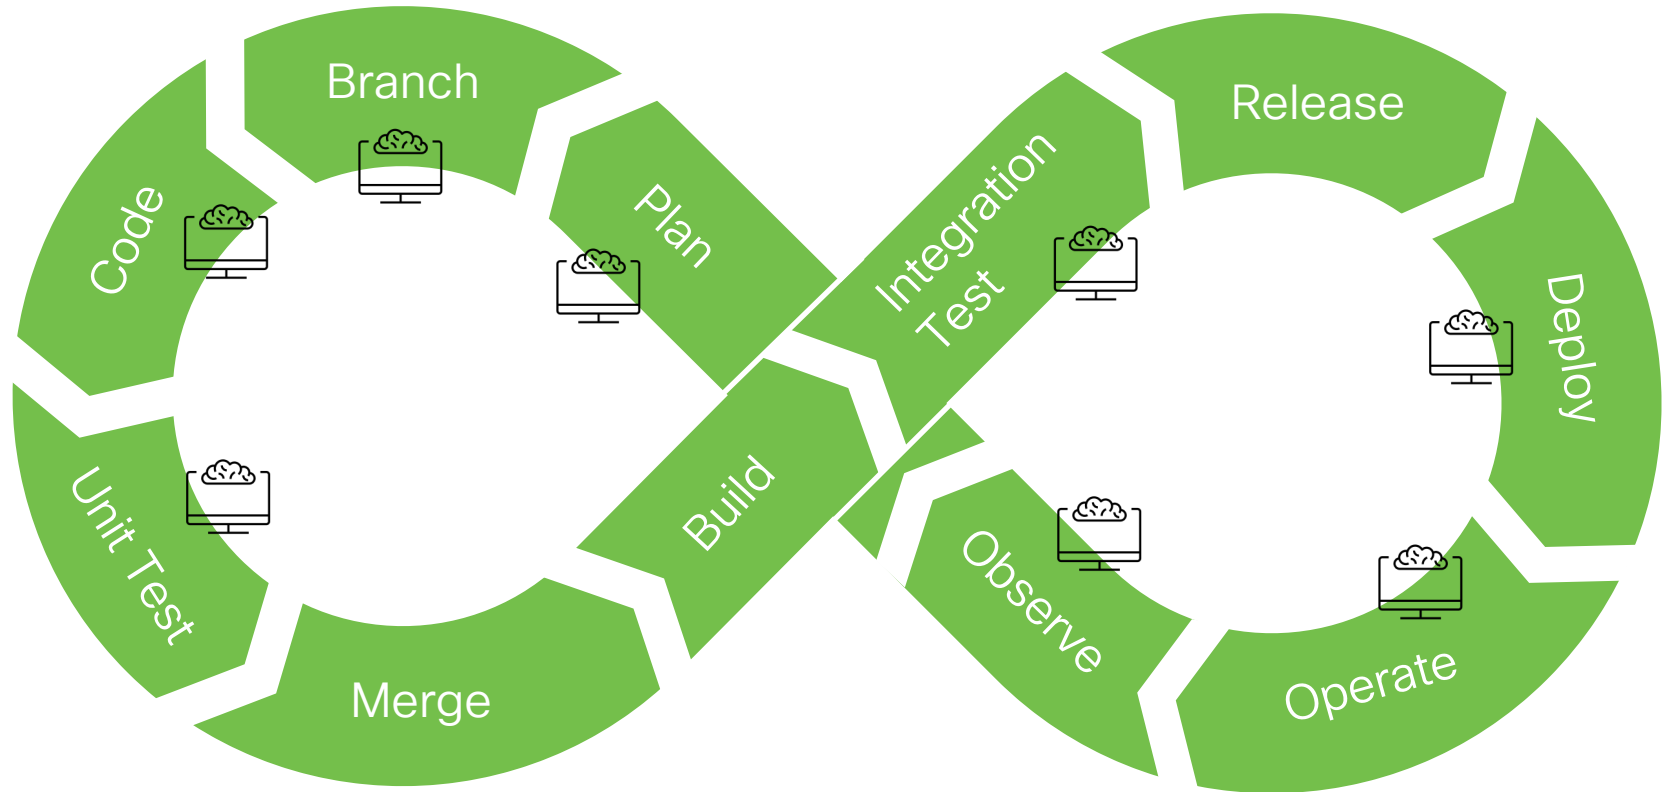 Plan
Branch
Code
Unit Test
Merge
Build
Integration
Test
Release
Deploy
Operate
Observe